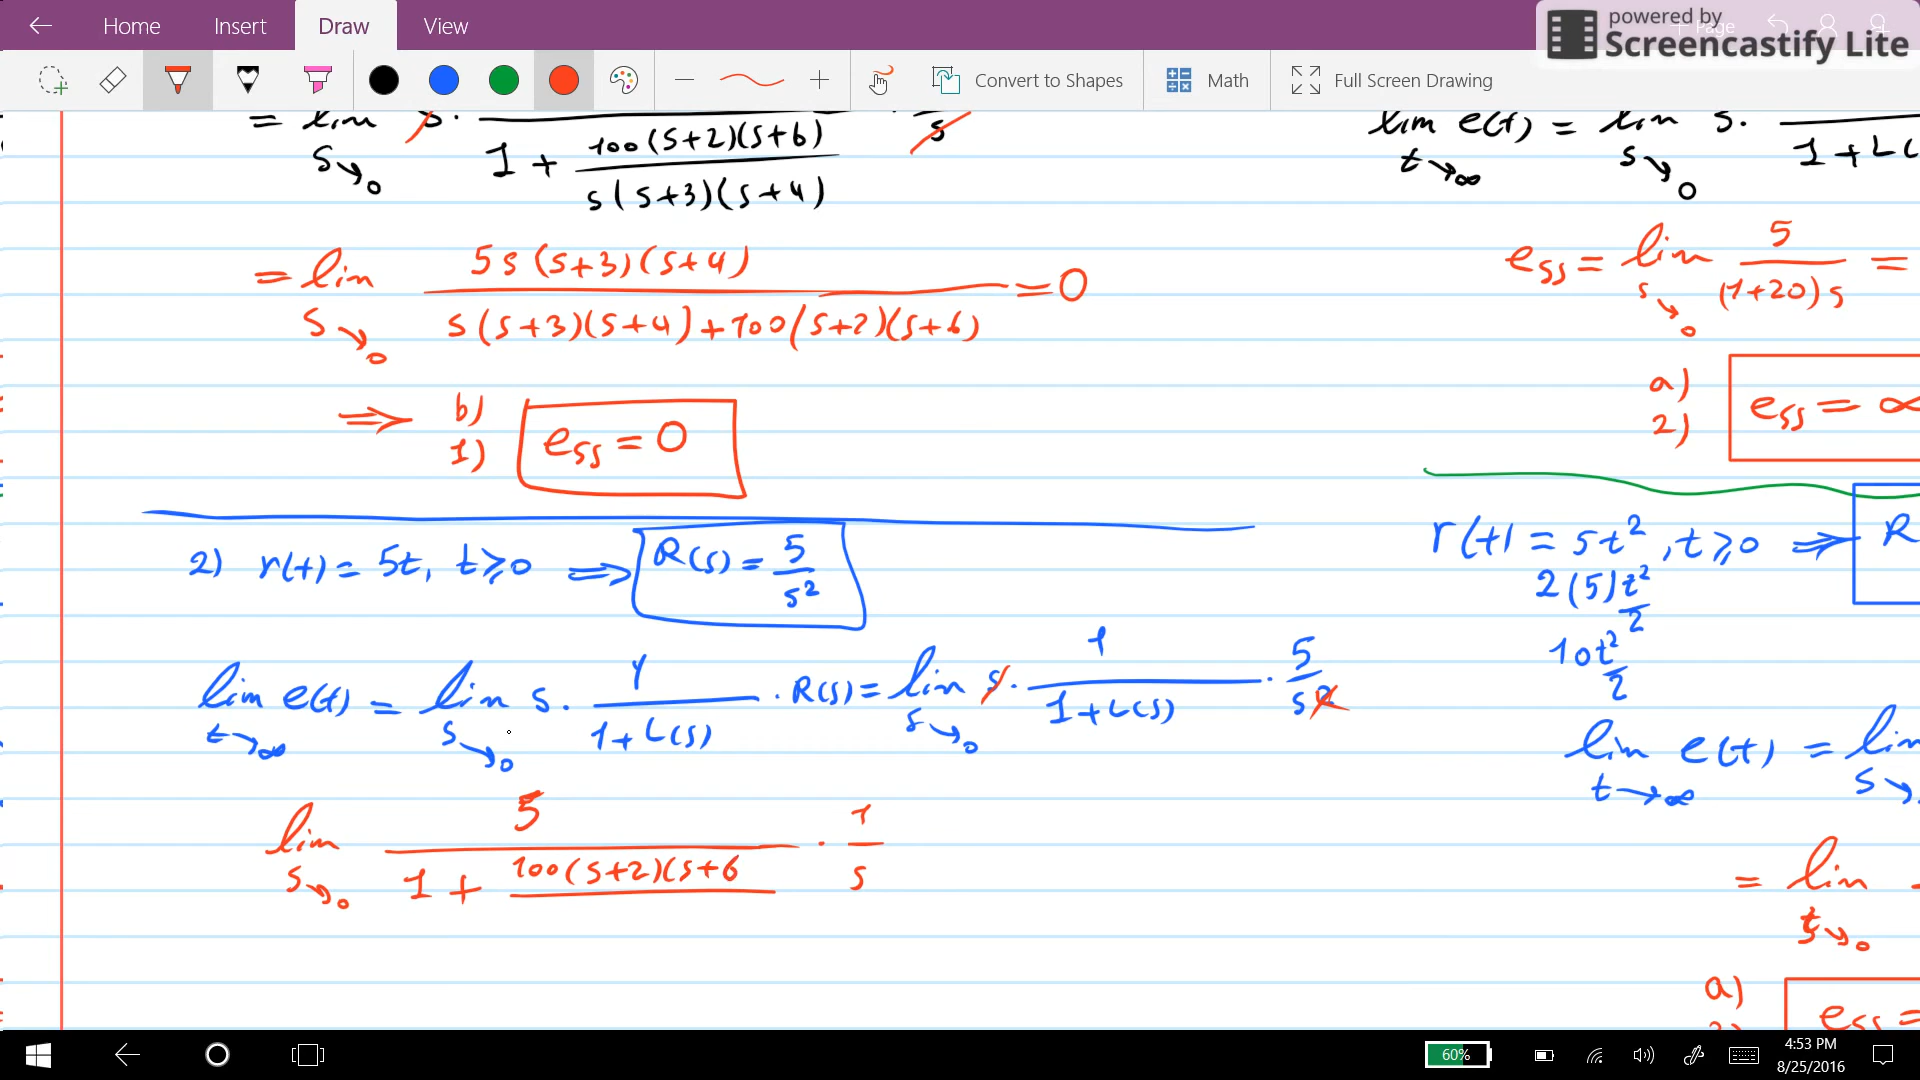 Home Insert Draw View
powered by
Screencastify Lite
Convert to Shapes Math Full Screen Drawing
= lim s ·
s→0
1 + 100(s+2)(s+6)
s(s+3)(s+4)
s
= lim 5s(s+3)(s+4) = 0
s→0 s(s+3)(s+4)+100(s+2)(s+6)
⇒ b)
1) ess = 0
2) r(t) = 5t, t≥0 ⇒ R(s) = 5/s²
lim e(t) = lim s · 1/(1+L(s)) · R(s) = lim s · 1/(1+L(s)) · 5/s²
t→∞ s→0 s→0
lim 5 · 1/s
s→0 1 + 100(s+2)(s+6
lim e(t) = lim s ·
t→∞ s→0 1+L(
ess = lim 5/((1+20)s) =
s→0
a)
2) ess = ∞
r(t) = 5t², t≥0 ⇒ R
2(5)t²/2
10t²/2
lim e(t) = lim
t→∞ s→
= lim
→0
a)
ess =
60% 4:53 PM
8/25/2016